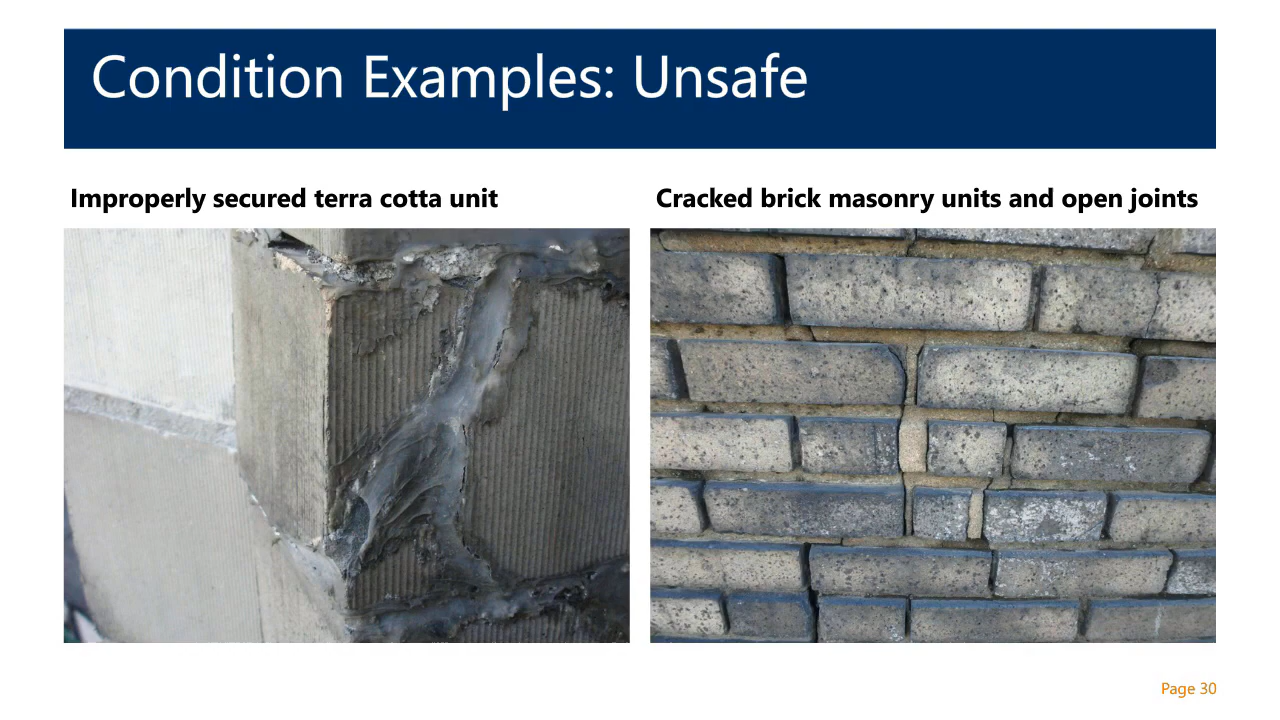 Condition Examples: Unsafe
Improperly secured terra cotta unit
Cracked brick masonry units and open joints
Page 30